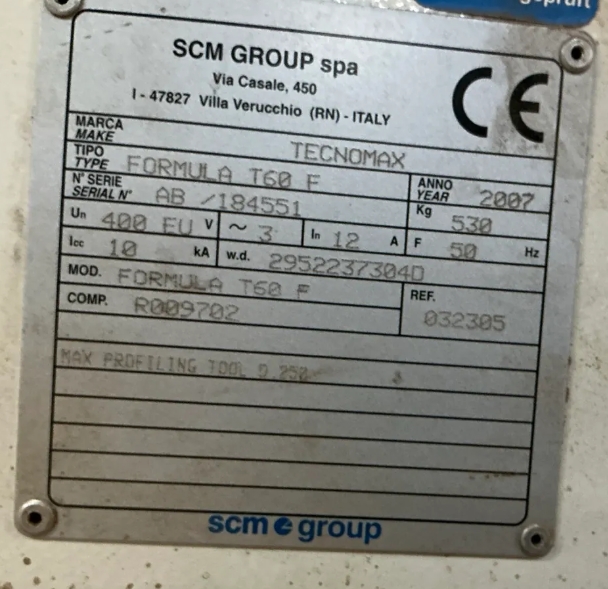 geprüft
SCM GROUP spa
Via Casale, 450
I - 47827 Villa Verucchio (RN) - ITALY
CE
MARCA
MAKE TECNOMAX
TIPO
TYPE FORMULA T60 F
ANNO
YEAR 2007
N° SERIE
SERIAL N° AB /184551
Kg 530
Un 400 EU V ~ 3 In 12 A F 50 Hz
Icc 10 kA w.d. 2952237304D
MOD. FORMULA T60 F
REF. 032305
COMP. R009702
MAX PROFILING TOOL D.250
scm group